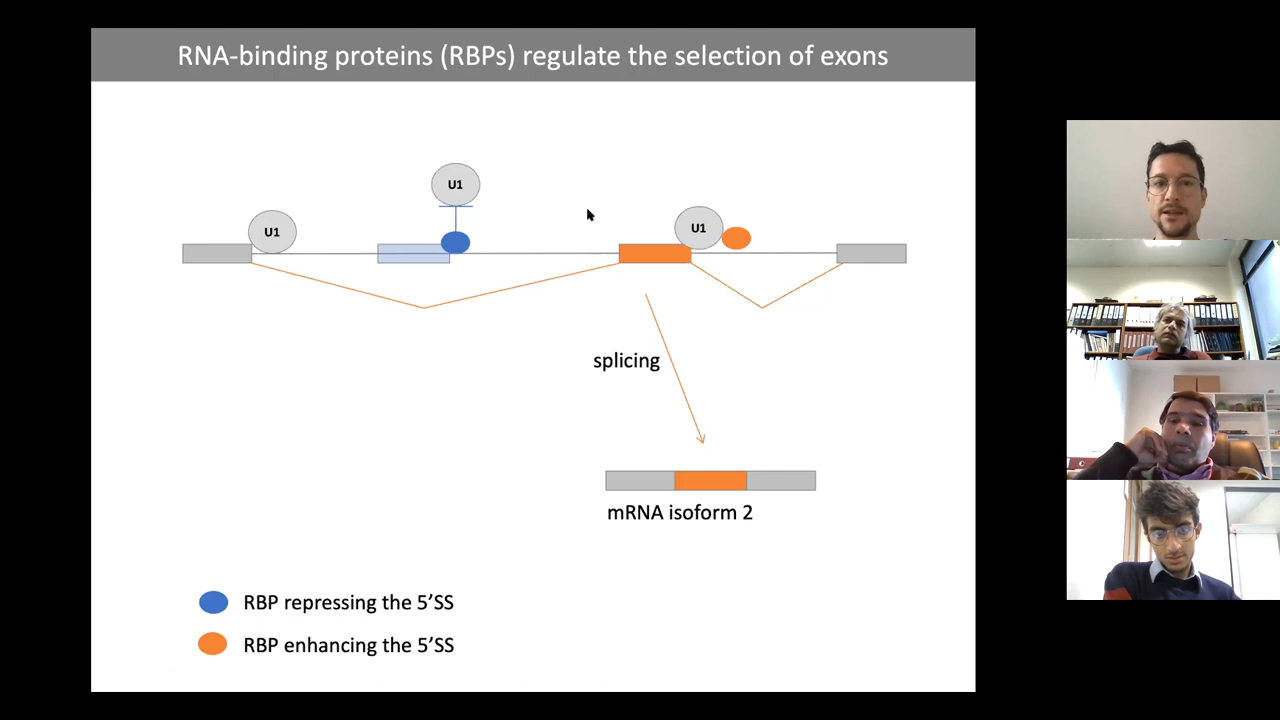 RNA-binding proteins (RBPs) regulate the selection of exons
U1
U1
U1
splicing
mRNA isoform 2
RBP repressing the 5’SS
RBP enhancing the 5’SS